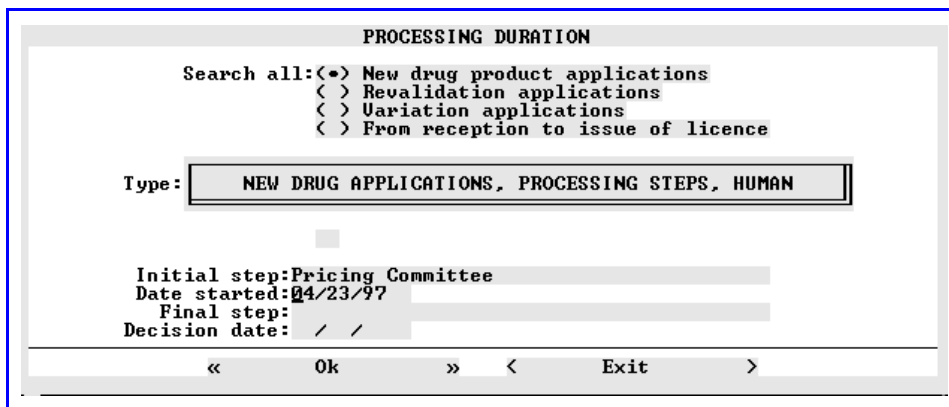 PROCESSING DURATION
Search all:(•) New drug product applications
( ) Revalidation applications
( ) Variation applications
( ) From reception to issue of licence
Type: NEW DRUG APPLICATIONS, PROCESSING STEPS, HUMAN
Initial step:Pricing Committee
Date started:04/23/97
Final step:
Decision date: / /
« Ok » < Exit >